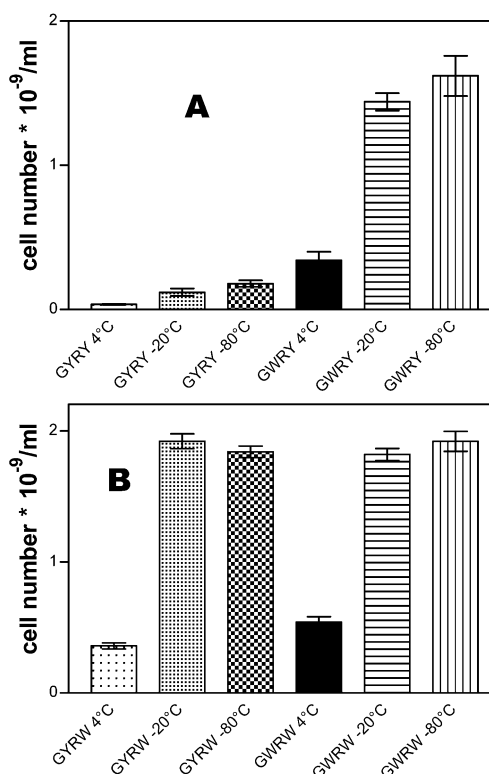 2
A
1
0
cell number * 10⁻⁹/ml
GYRY 4°C
GYRY -20°C
GYRY -80°C
GWRY 4°C
GWRY -20°C
GWRY -80°C
2
B
1
0
cell number * 10⁻⁹/ml
GYRW 4°C
GYRW -20°C
GYRW -80°C
GWRW 4°C
GWRW -20°C
GWRW -80°C